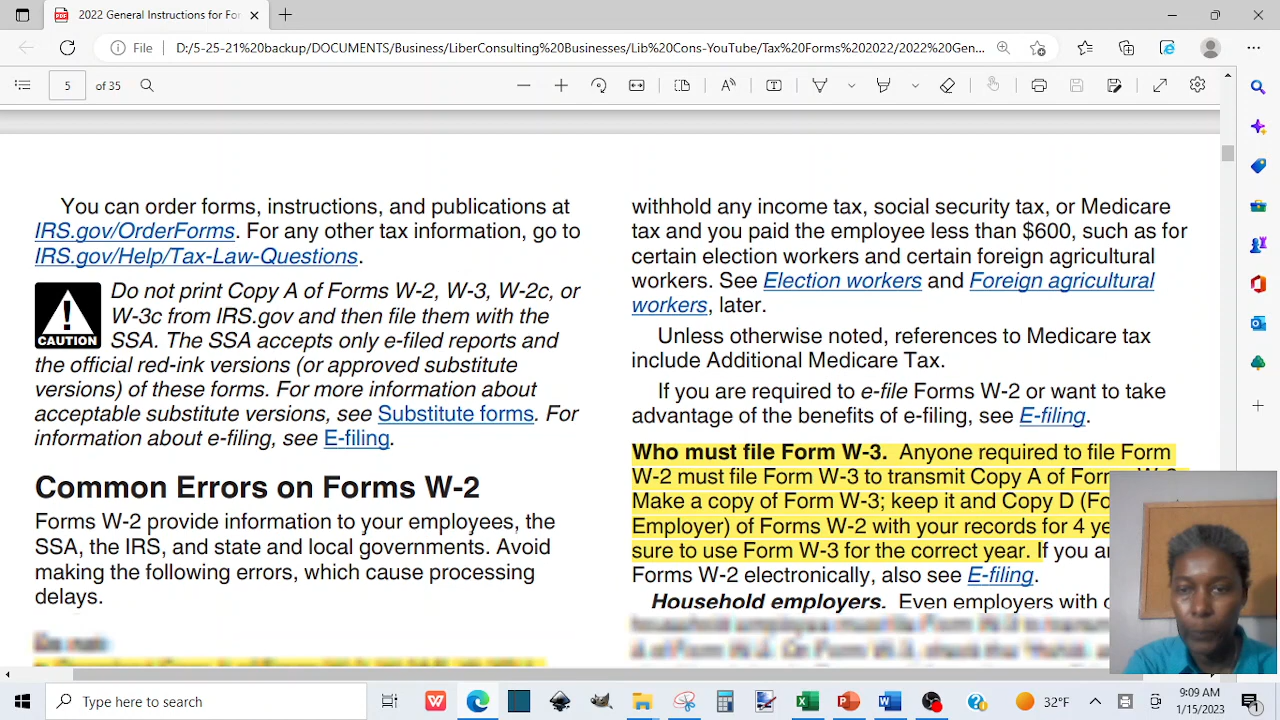 2022 General Instructions for Form
File
D:/5-25-21%20backup/DOCUMENTS/Business/LiberConsulting%20Businesses/Lib%20Cons-YouTube/Tax%20Forms%202022/2022%20Gen...
5 of 35
You can order forms, instructions, and publications at
IRS.gov/OrderForms. For any other tax information, go to
IRS.gov/Help/Tax-Law-Questions.
CAUTION
Do not print Copy A of Forms W-2, W-3, W-2c, or
W-3c from IRS.gov and then file them with the
SSA. The SSA accepts only e-filed reports and
the official red-ink versions (or approved substitute
versions) of these forms. For more information about
acceptable substitute versions, see Substitute forms. For
information about e-filing, see E-filing.
Common Errors on Forms W-2
Forms W-2 provide information to your employees, the
SSA, the IRS, and state and local governments. Avoid
making the following errors, which cause processing
delays.
Do not:
withhold any income tax, social security tax, or Medicare
tax and you paid the employee less than $600, such as for
certain election workers and certain foreign agricultural
workers. See Election workers and Foreign agricultural
workers, later.
Unless otherwise noted, references to Medicare tax
include Additional Medicare Tax.
If you are required to e-file Forms W-2 or want to take
advantage of the benefits of e-filing, see E-filing.
Who must file Form W-3. Anyone required to file Form
W-2 must file Form W-3 to transmit Copy A of
Make a copy of Form W-3; keep it and Copy D
Employer) of Forms W-2 with your records for 4
sure to use Form W-3 for the correct year. If you
Forms W-2 electronically, also see E-filing.
Household employers. Even employers with
Type here to search
32°F
9:09 AM
1/15/2023